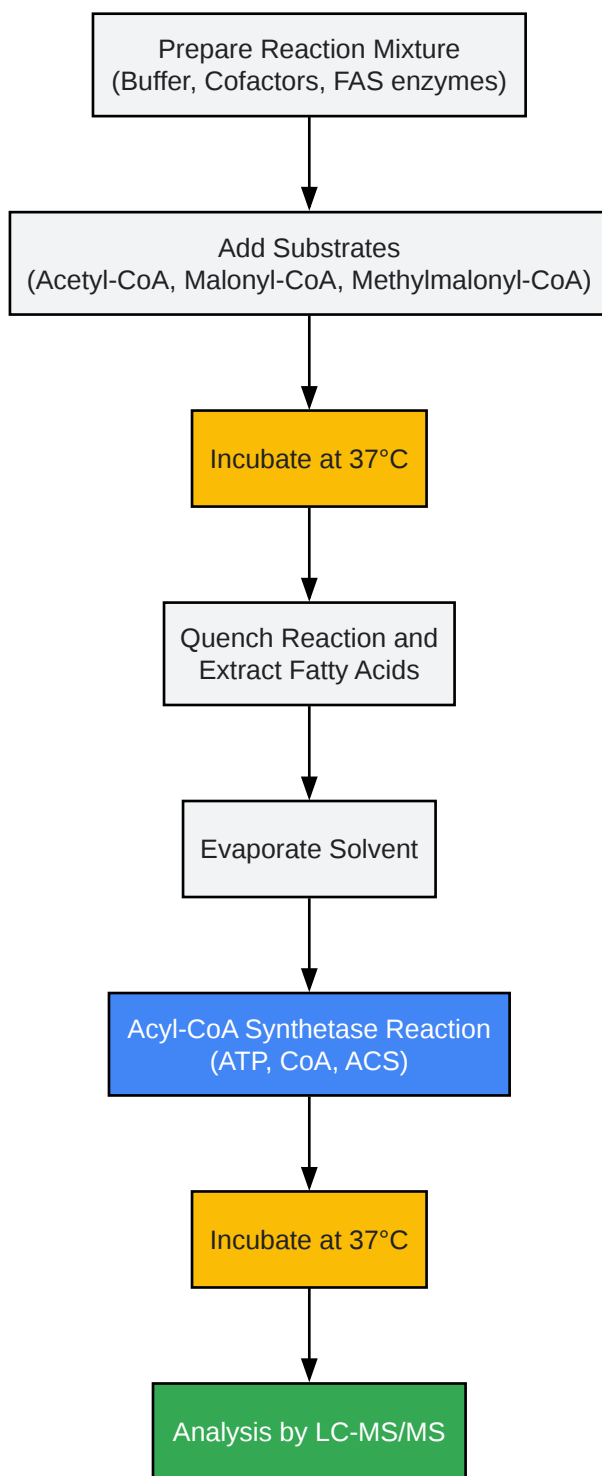 Prepare Reaction Mixture
(Buffer, Cofactors, FAS enzymes)
Add Substrates
(Acetyl-CoA, Malonyl-CoA, Methylmalonyl-CoA)
Incubate at 37°C
Quench Reaction and
Extract Fatty Acids
Evaporate Solvent
Acyl-CoA Synthetase Reaction
(ATP, CoA, ACS)
Incubate at 37°C
Analysis by LC-MS/MS